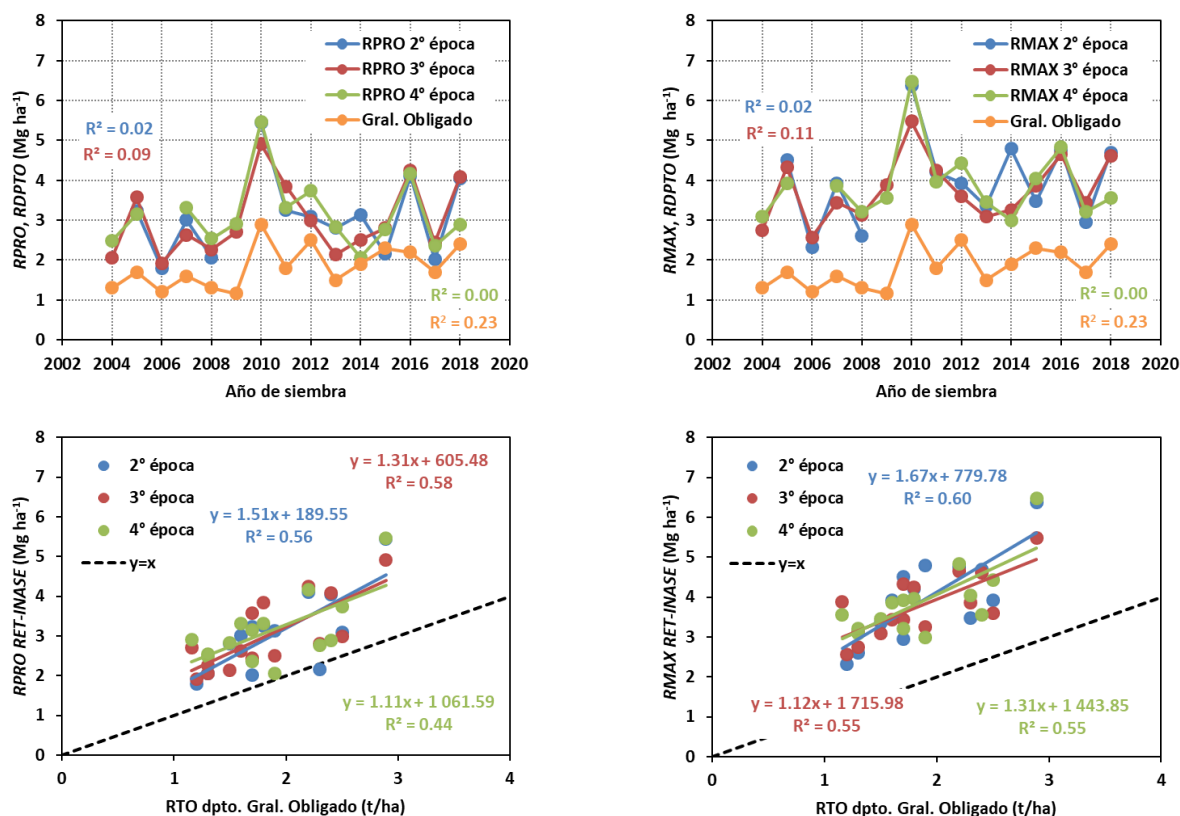 8
7
6
5
4
3
2
1
0
RPRO, RDPTO (Mg ha⁻¹)
RPRO 2° época
RPRO 3° época
RPRO 4° época
Gral. Obligado
R² = 0.02
R² = 0.09
R² = 0.00
R² = 0.23
2002 2004 2006 2008 2010 2012 2014 2016 2018 2020
Año de siembra
8
7
6
5
4
3
2
1
0
RMAX, RDPTO (Mg ha⁻¹)
RMAX 2° época
RMAX 3° época
RMAX 4° época
Gral. Obligado
R² = 0.02
R² = 0.11
R² = 0.00
R² = 0.23
2002 2004 2006 2008 2010 2012 2014 2016 2018 2020
Año de siembra
8
7
6
5
4
3
2
1
0
RPRO RET-INASE (Mg ha⁻¹)
2° época
3° época
4° época
y=x
y = 1.31x + 605.48
R² = 0.58
y = 1.51x + 189.55
R² = 0.56
y = 1.11x + 1 061.59
R² = 0.44
0 1 2 3 4
RTO dpto. Gral. Obligado (t/ha)
8
7
6
5
4
3
2
1
0
RMAX RET-INASE (Mg ha⁻¹)
2° época
3° época
4° época
y=x
y = 1.67x + 779.78
R² = 0.60
y = 1.12x + 1 715.98
R² = 0.55
y = 1.31x + 1 443.85
R² = 0.55
0 1 2 3 4
RTO dpto. Gral. Obligado (t/ha)